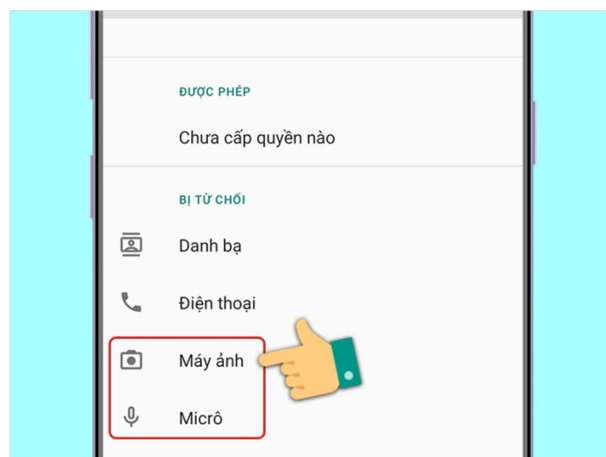 ĐƯỢC PHÉP
Chưa cấp quyền nào
BỊ TỪ CHỐI
Danh bạ
Điện thoại
Máy ảnh
Micrô